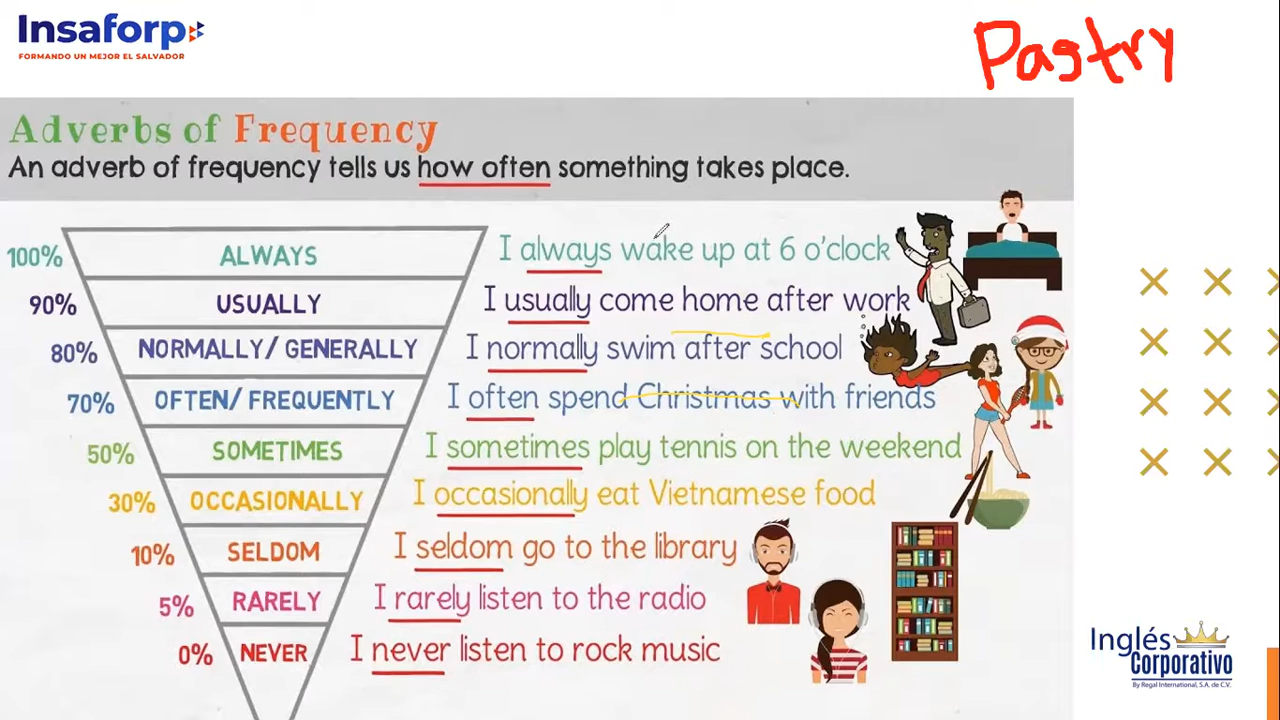 Insaforp
FORMANDO UN MEJOR EL SALVADOR
Pastry
Adverbs of Frequency
An adverb of frequency tells us how often something takes place.
100% ALWAYS I always wake up at 6 o'clock
90% USUALLY I usually come home after work
80% NORMALLY/ GENERALLY I normally swim after school
70% OFTEN/ FREQUENTLY I often spend Christmas with friends
50% SOMETIMES I sometimes play tennis on the weekend
30% OCCASIONALLY I occasionally eat Vietnamese food
10% SELDOM I seldom go to the library
5% RARELY I rarely listen to the radio
0% NEVER I never listen to rock music
Inglés
Corporativo
By Regal International, S.A. de C.V.